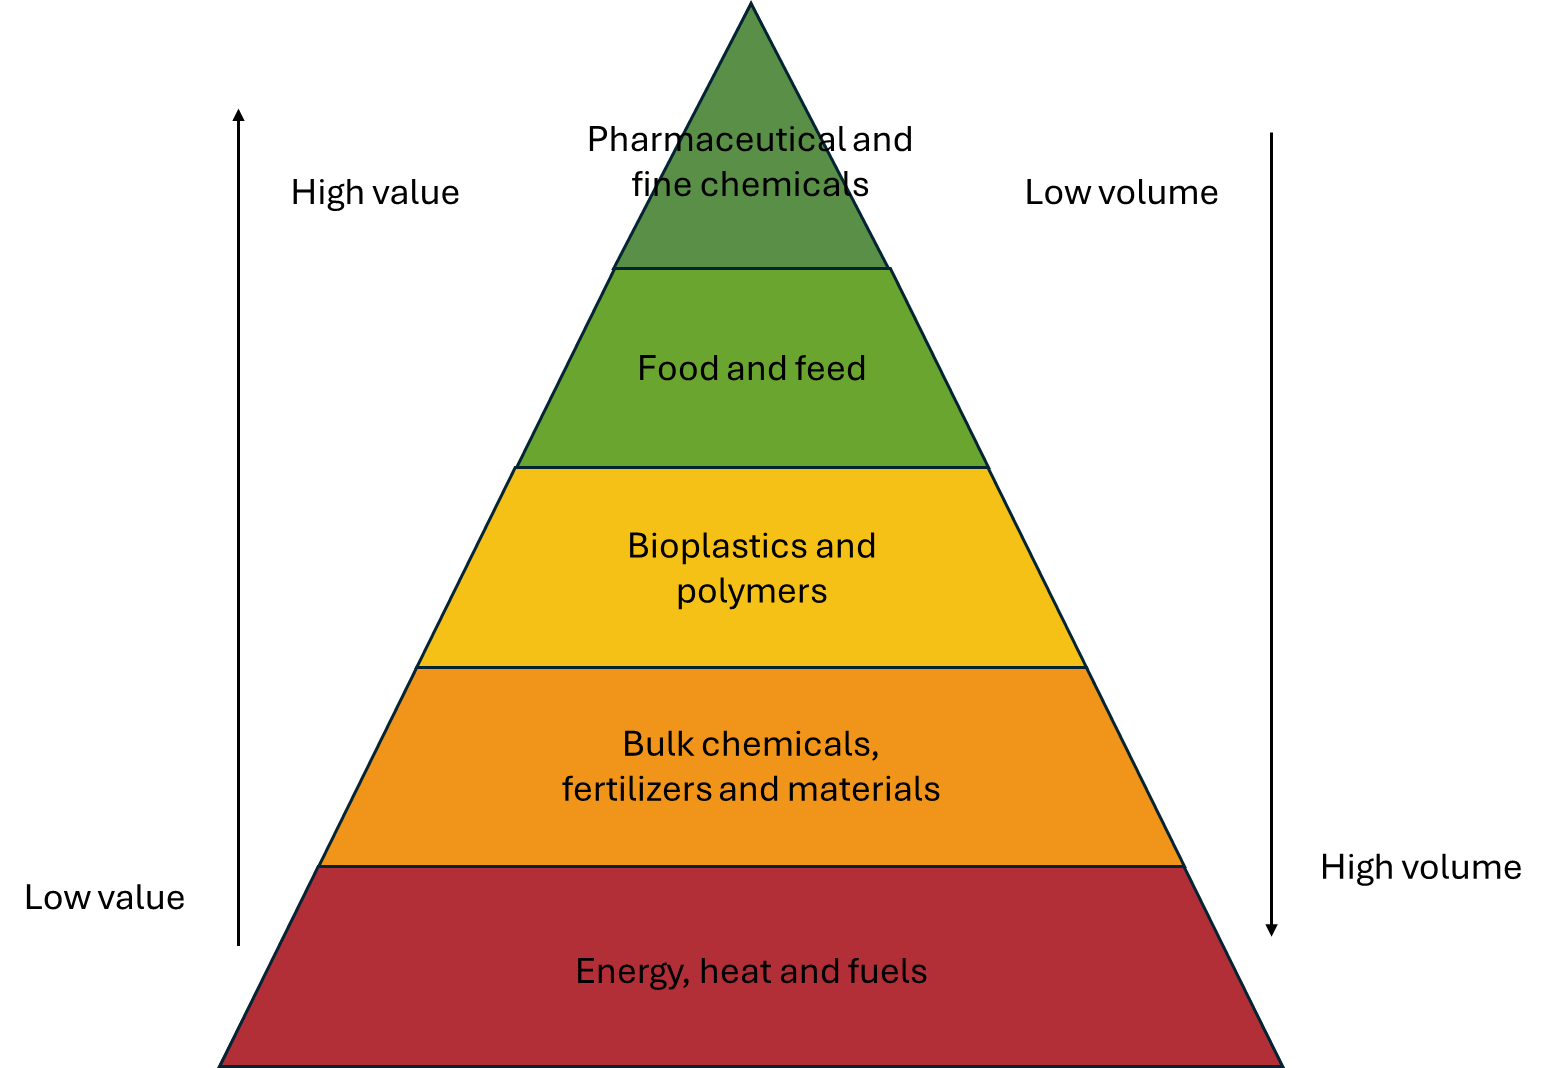 Pharmaceutical and
fine chemicals
High value
Low volume
Food and feed
Bioplastics and
polymers
Bulk chemicals,
fertilizers and materials
High volume
Low value
Energy, heat and fuels